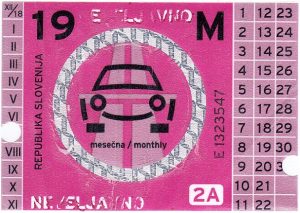 XII/18
I
II
III
IV
V
VI
VIII
IX
X
XI
19
M
REPUBLIKA SLOVENIJA
mesečna / monthly
E 1323547
2A
1 12 23
2 13 24
3 14 25
4 15 26
5 16 27
6 17 28
7 18 29
8 19 30
9 20 31
10 21
11 22